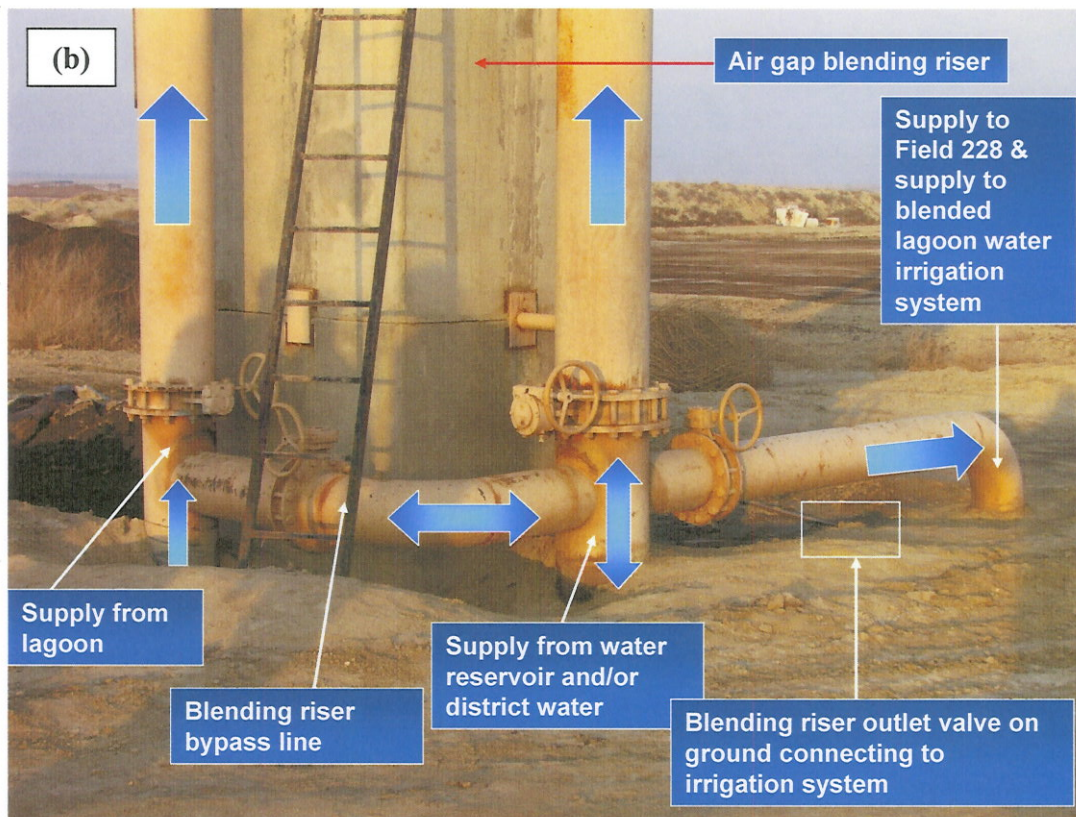 (b)
Air gap blending riser
Supply to
Field 228 &
supply to
blended
lagoon water
irrigation
system
Supply from
lagoon
Blending riser
bypass line
Supply from water
reservoir and/or
district water
Blending riser outlet valve on
ground connecting to
irrigation system